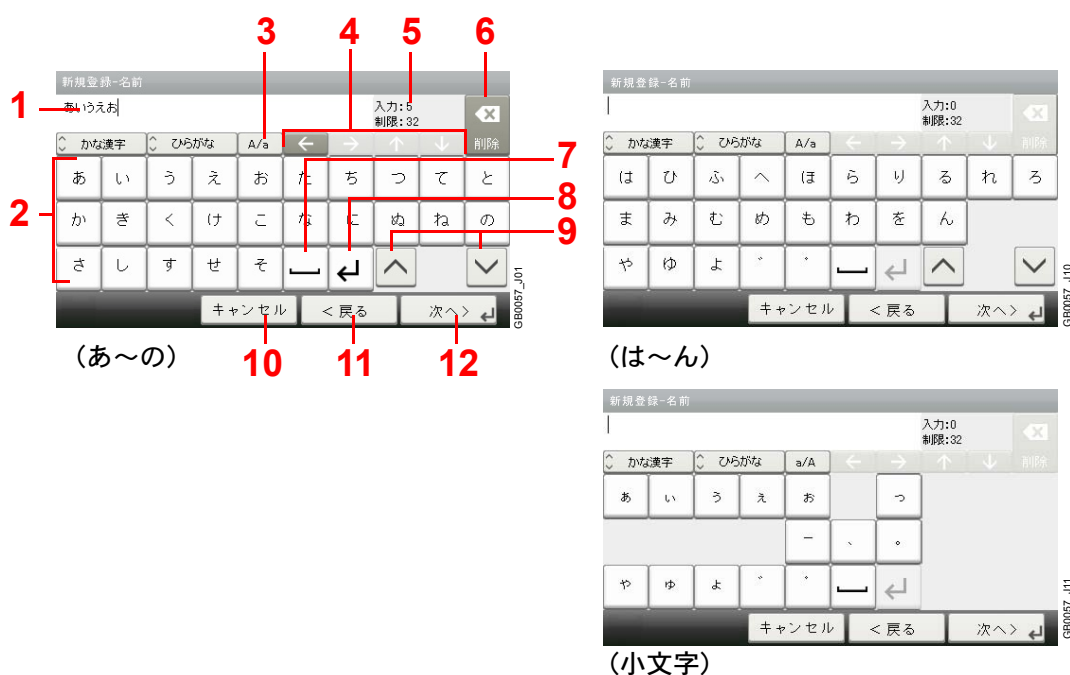 3 4 5 6
新規登録-名前
1 あいうえお 入力:5
制限:32
かな漢字 ひらがな A/a ← → ↑ ↓ 削除
7
2
あ い う え お た ち つ て と
8
か き く け こ な に ぬ ね の
9
さ し す せ そ
キャンセル <戻る 次へ>
GB0057_J01
(あ～の)
10 11 12
新規登録-名前
入力:0
制限:32
かな漢字 ひらがな A/a ← → ↑ ↓ 削除
は ひ ふ へ ほ ら り る れ ろ
ま み む め も わ を ん
や ゆ よ ゛ ゜
キャンセル <戻る 次へ>
GB0057_J10
(は～ん)
新規登録-名前
入力:0
制限:32
かな漢字 ひらがな a/A ← → ↑ ↓ 削除
ぁ ぃ ぅ ぇ ぉ っ
ー 、 。
ゃ ゅ ょ ゛ ゜
キャンセル <戻る 次へ>
GB0057_J11
(小文字)